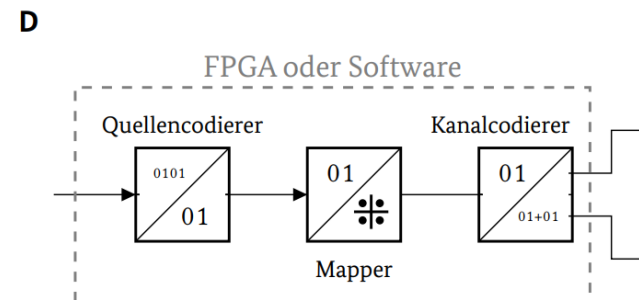 D
FPGA oder Software
Quellencodierer
Kanalcodierer
0101
01
01
01
01+01
Mapper